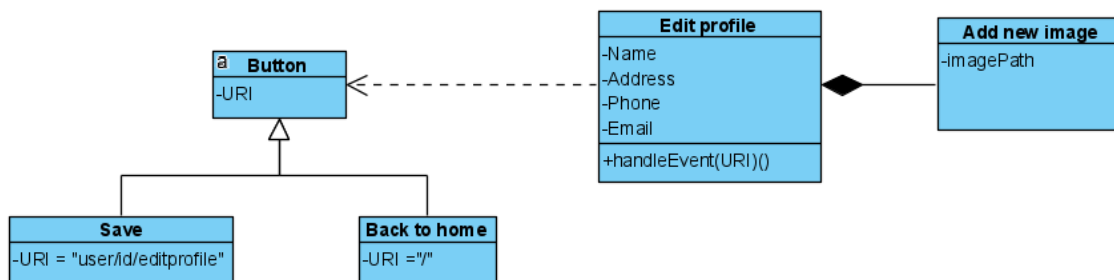 Edit profile
-Name
-Address
-Phone
-Email
+handleEvent(URI)()
Add new image
-imagePath
a
Button
-URI
Save
-URI = "user/id/editprofile"
Back to home
-URI ="/"